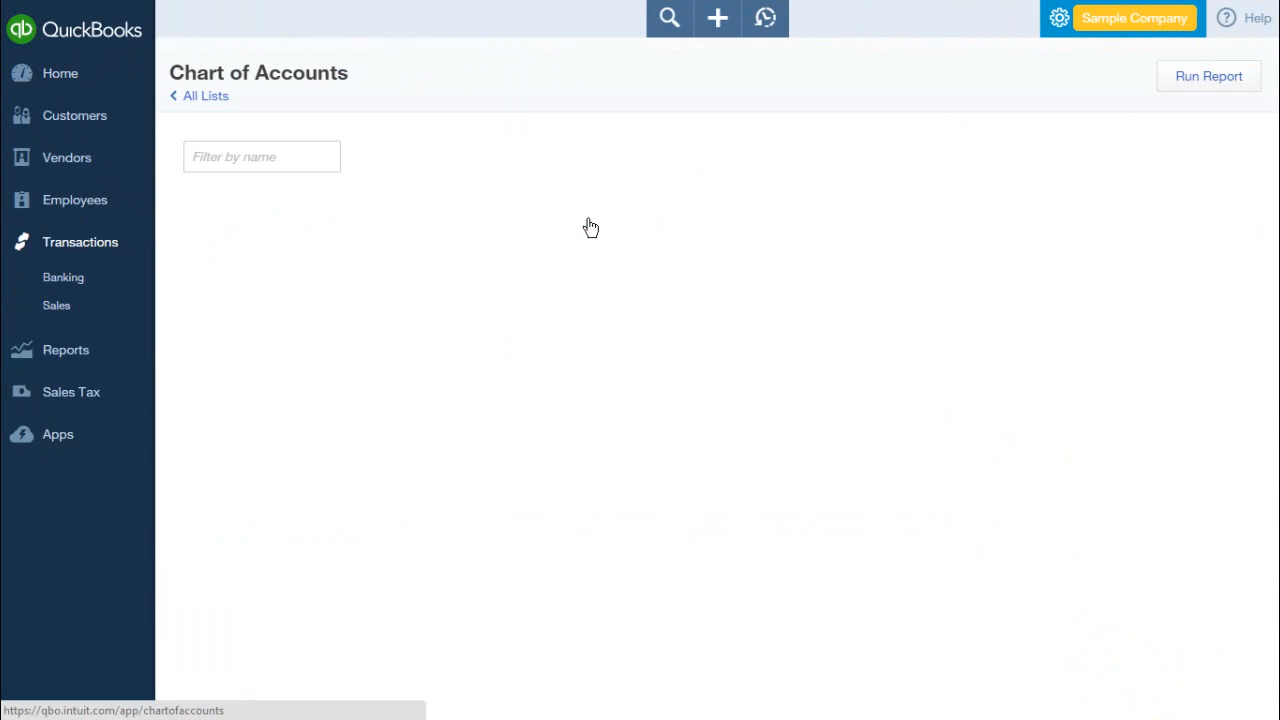 qb QuickBooks
Sample Company
Help
Home
Customers
Vendors
Employees
Transactions
Banking
Sales
Reports
Sales Tax
Apps
Chart of Accounts
All Lists
Run Report
Filter by name
https://qbo.intuit.com/app/chartofaccounts